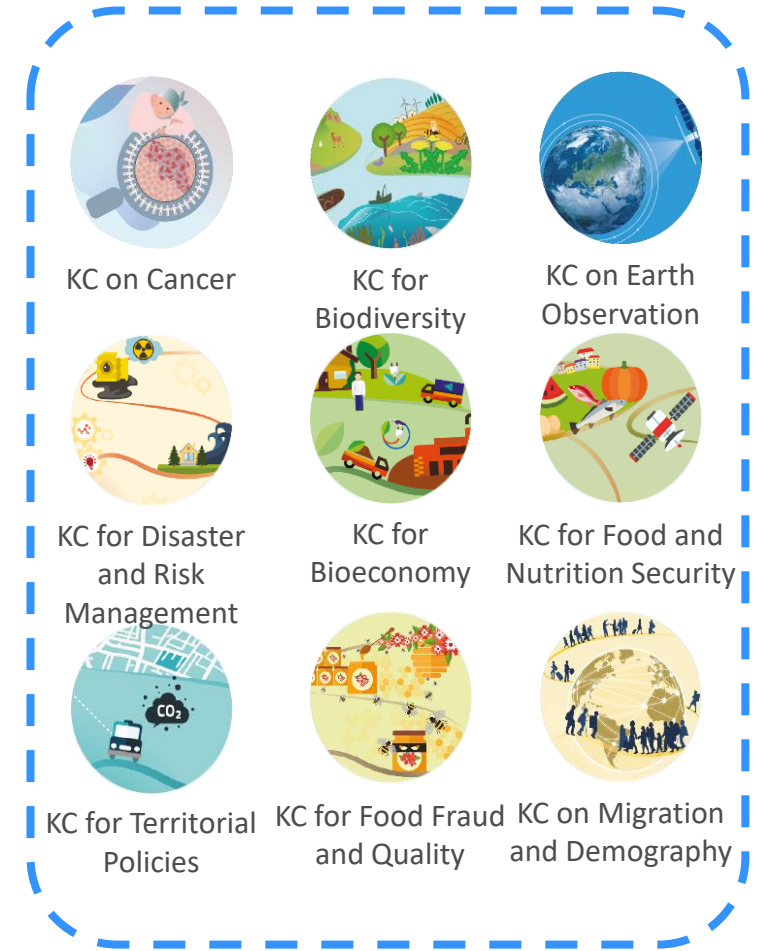 KC on Cancer
KC for
Biodiversity
KC on Earth
Observation
KC for Disaster
and Risk
Management
KC for
Bioeconomy
KC for Food and
Nutrition Security
CO₂
KC for Territorial
Policies
KC for Food Fraud
and Quality
KC on Migration
and Demography